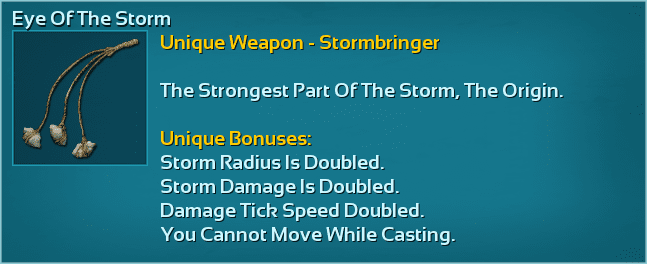 Eye Of The Storm
Unique Weapon - Stormbringer
The Strongest Part Of The Storm, The Origin.
Unique Bonuses:
Storm Radius Is Doubled.
Storm Damage Is Doubled.
Damage Tick Speed Doubled.
You Cannot Move While Casting.